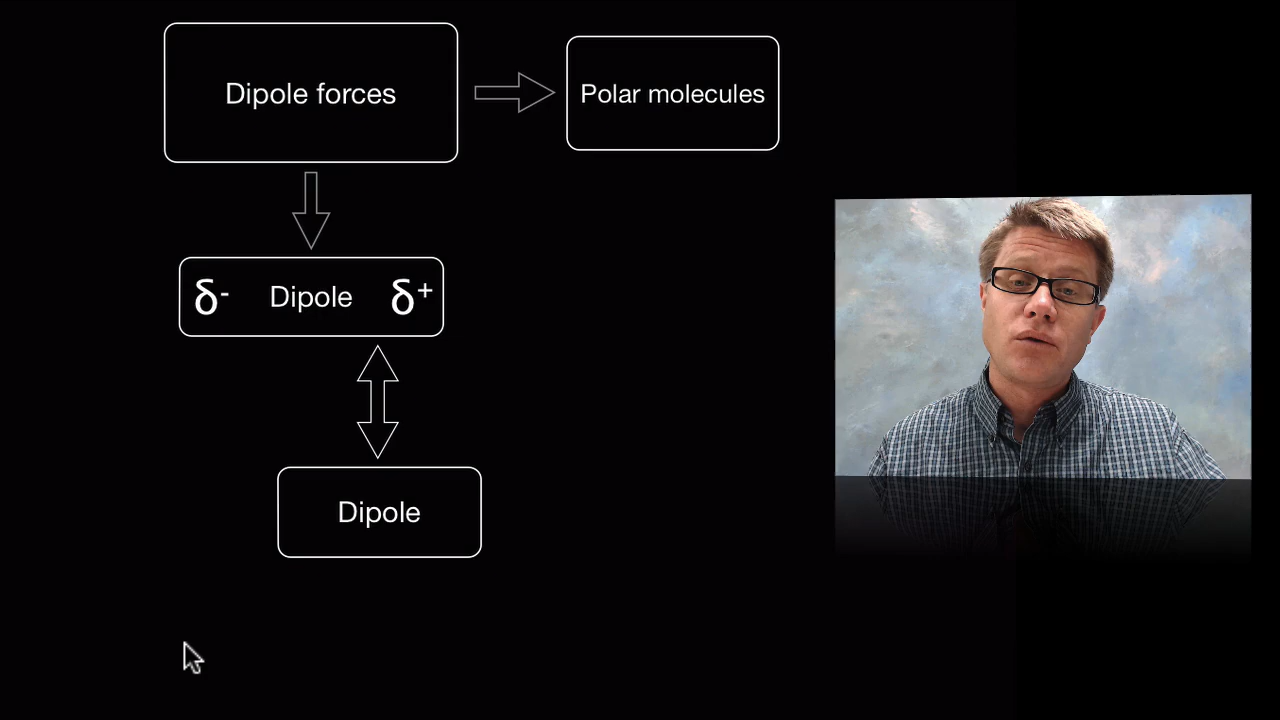 Dipole forces
Polar molecules
δ- Dipole δ+
Dipole